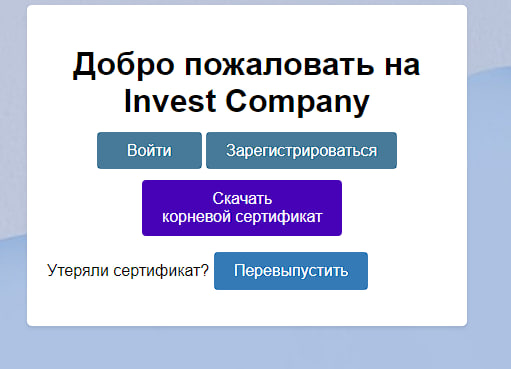 Добро пожаловать на
Invest Company
Войти Зарегистрироваться
Скачать
корневой сертификат
Утеряли сертификат? Перевыпустить